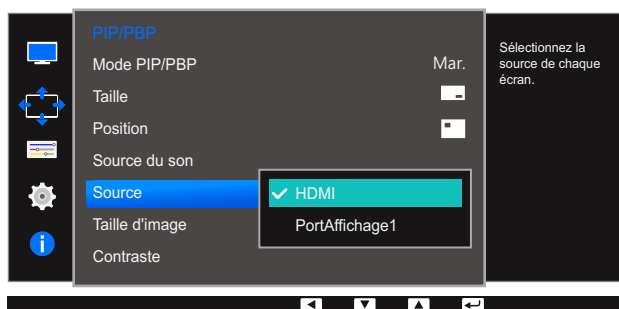 PIP/PBP
Mode PIP/PBP Mar.
Taille
Position
Source du son
Source
HDMI
PortAffichage1
Taille d'image
Contraste
Sélectionnez la
source de chaque
écran.